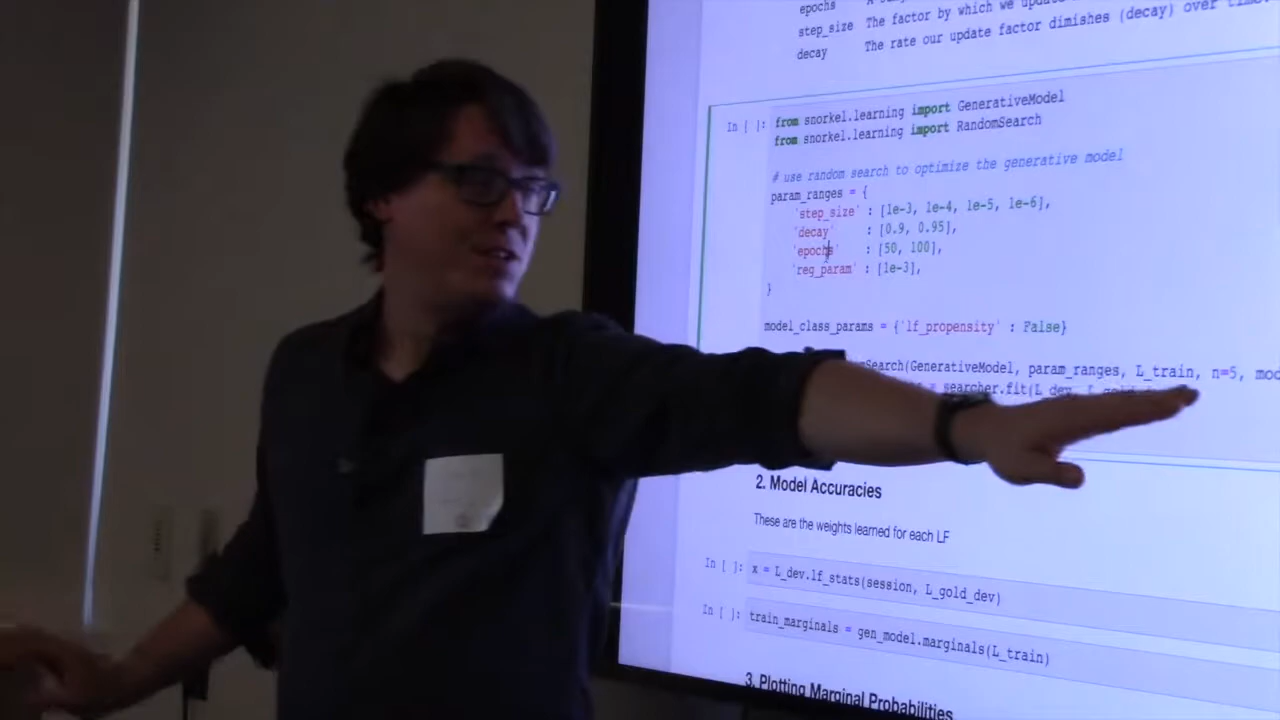 epochs
step_size The factor by which we update
decay The rate our update factor dimishes (decay) over time.
In [ ]: from snorkel.learning import GenerativeModel
from snorkel.learning import RandomSearch
# use random search to optimize the generative model
param_ranges = {
'step_size' : [1e-3, 1e-4, 1e-5, 1e-6],
'decay' : [0.9, 0.95],
'epochs' : [50, 100],
'reg_param' : [1e-3],
}
model_class_params = {'lf_propensity' : False}
Search(GenerativeModel, param_ranges, L_train, n=5, mod
= searcher.fit(L_dev, L_gold
2. Model Accuracies
These are the weights learned for each LF
In [ ]: x = L_dev.lf_stats(session, L_gold_dev)
In [ ]: train_marginals = gen_model.marginals(L_train)
3. Plotting Marginal Probabilities